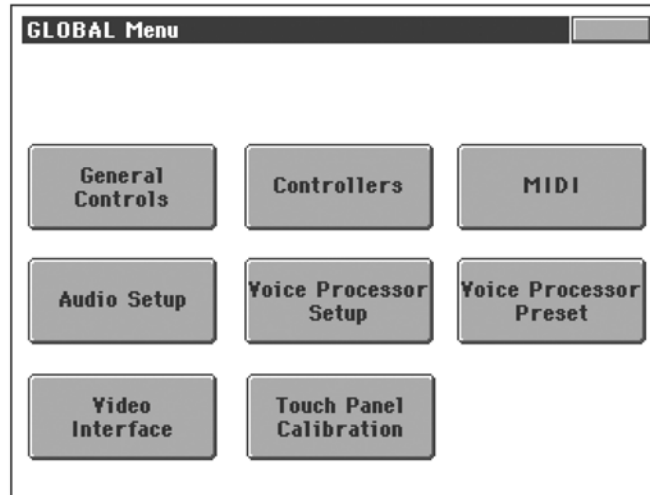 GLOBAL Menu
General
Controls
Controllers
MIDI
Audio Setup
Voice Processor
Setup
Voice Processor
Preset
Video
Interface
Touch Panel
Calibration